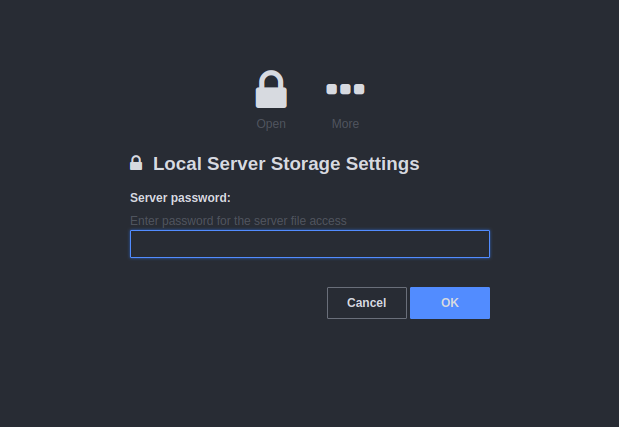 Open More
Local Server Storage Settings
Server password:
Enter password for the server file access
Cancel OK